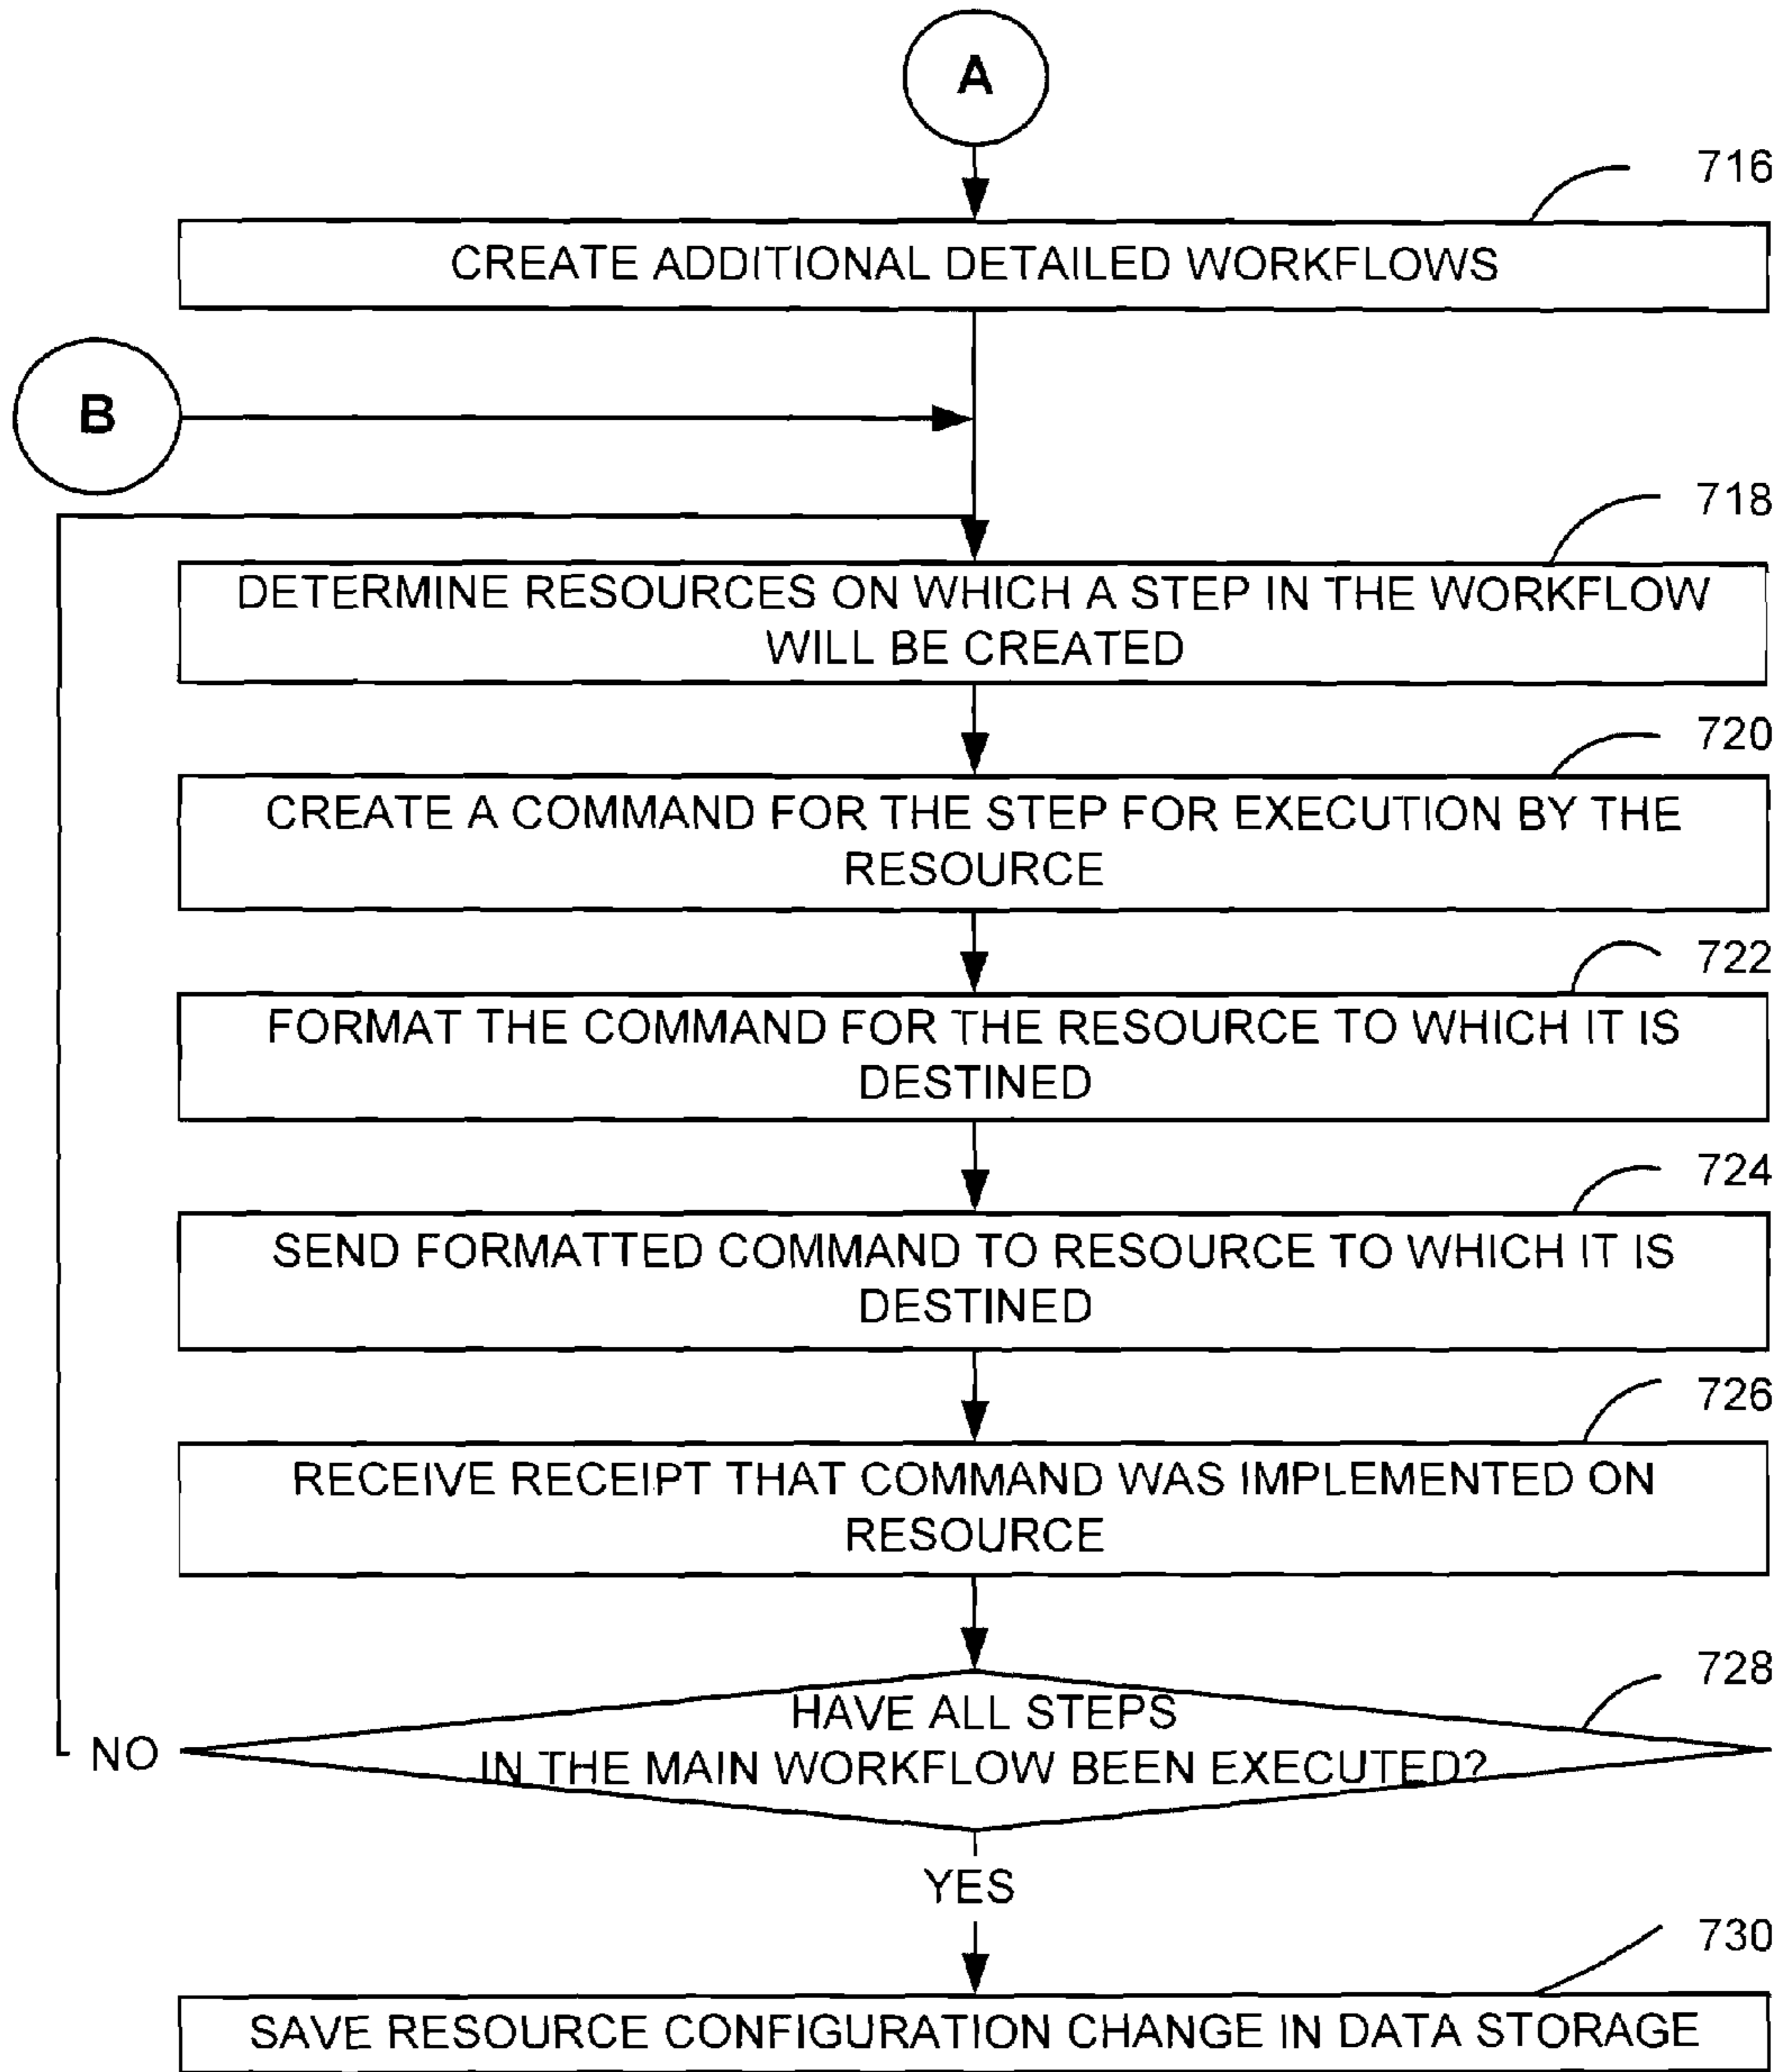 A
716
CREATE ADDITIONAL DETAILED WORKFLOWS
B
718
DETERMINE RESOURCES ON WHICH A STEP IN THE WORKFLOW
WILL BE CREATED
720
CREATE A COMMAND FOR THE STEP FOR EXECUTION BY THE
RESOURCE
722
FORMAT THE COMMAND FOR THE RESOURCE TO WHICH IT IS
DESTINED
724
SEND FORMATTED COMMAND TO RESOURCE TO WHICH IT IS
DESTINED
726
RECEIVE RECEIPT THAT COMMAND WAS IMPLEMENTED ON
RESOURCE
728
HAVE ALL STEPS
IN THE MAIN WORKFLOW BEEN EXECUTED?
NO
YES
730
SAVE RESOURCE CONFIGURATION CHANGE IN DATA STORAGE